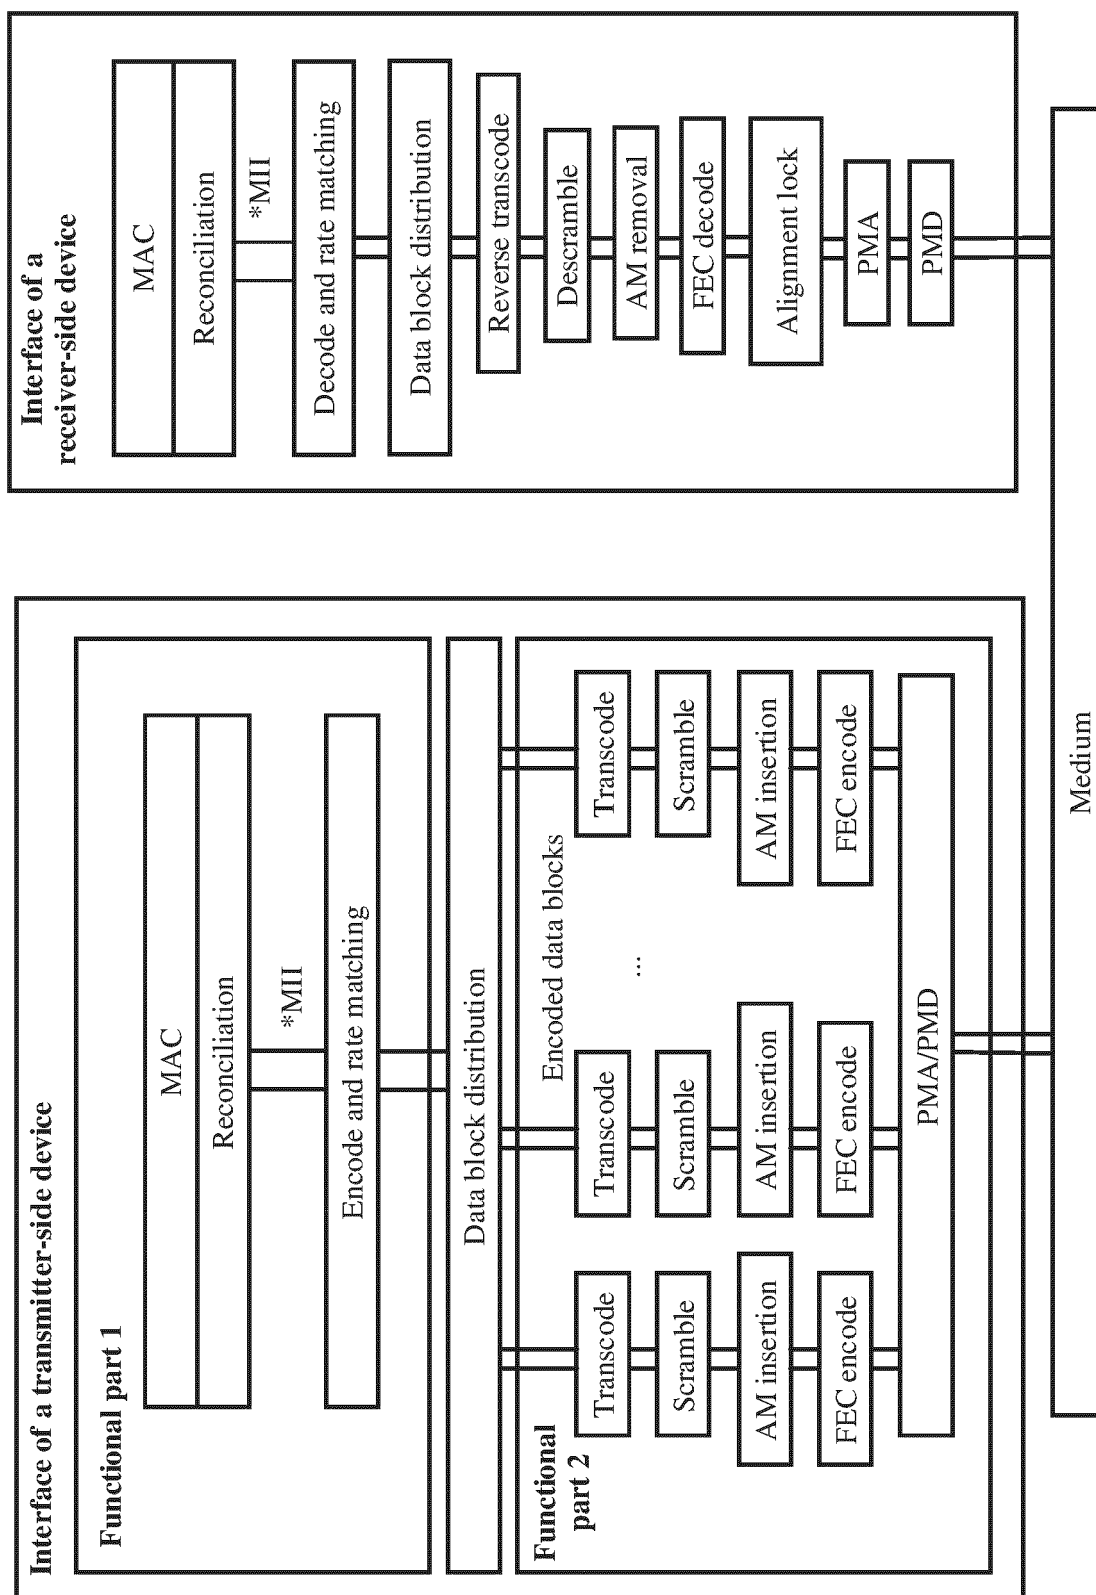 Interface of a transmitter-side device
Functional part 1
MAC
Reconciliation
*MII
Encode and rate matching
Data block distribution
Functional
part 2
Encoded data blocks
Transcode
Transcode
Transcode
...
Scramble
Scramble
Scramble
AM insertion
AM insertion
AM insertion
FEC encode
FEC encode
FEC encode
PMA/PMD
Interface of a
receiver-side device
MAC
Reconciliation
*MII
Decode and rate matching
Data block distribution
Reverse transcode
Descramble
AM removal
FEC decode
Alignment lock
PMA
PMD
Medium